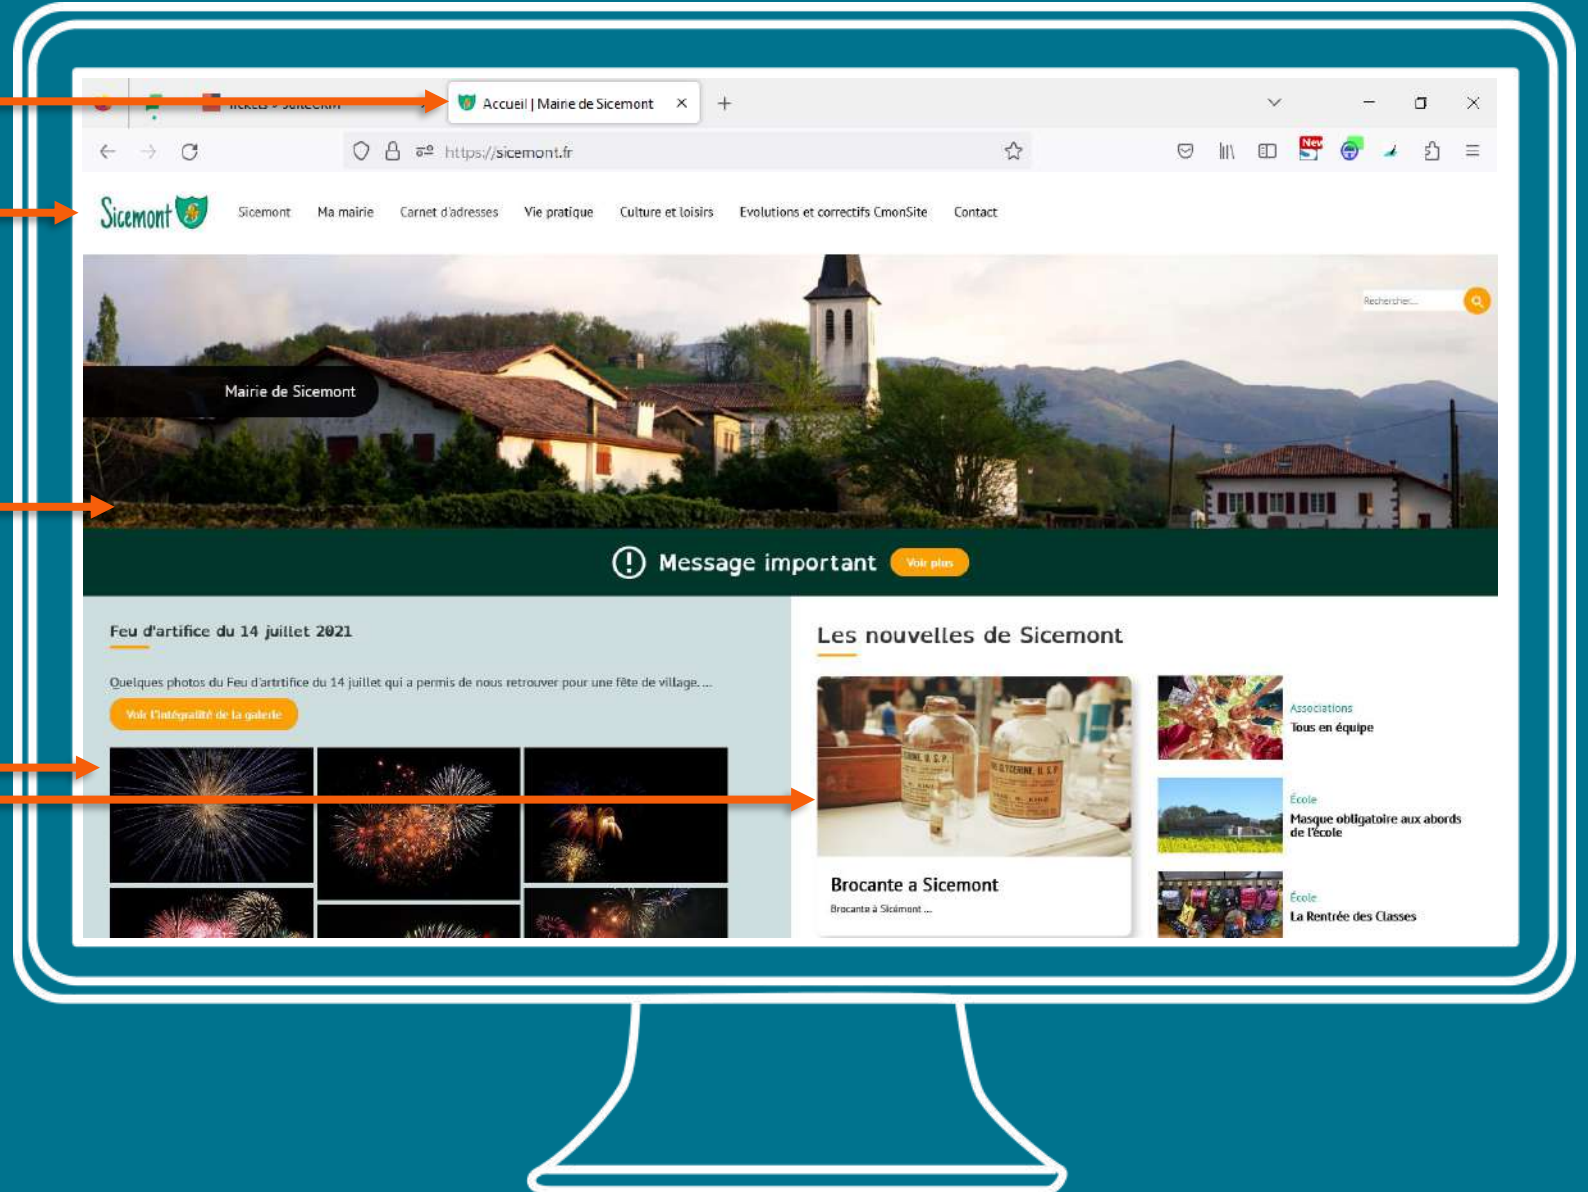 Tickets » SuiteCRM
Accueil | Mairie de Sicemont
https://sicemont.fr
Sicemont
Sicemont Ma mairie Carnet d'adresses Vie pratique Culture et loisirs Evolutions et correctifs CmonSite Contact
Rechercher...
Mairie de Sicemont
Message important Voir plus
Feu d'artifice du 14 juillet 2021
Quelques photos du Feu d'artrtifice du 14 juillet qui a permis de nous retrouver pour une fête de village. ...
Voir l'intégralité de la galerie
Les nouvelles de Sicemont
Brocante a Sicemont
Brocante à Sicémont ...
Associations
Tous en équipe
École
Masque obligatoire aux abords
de l'école
École
La Rentrée des Classes
New